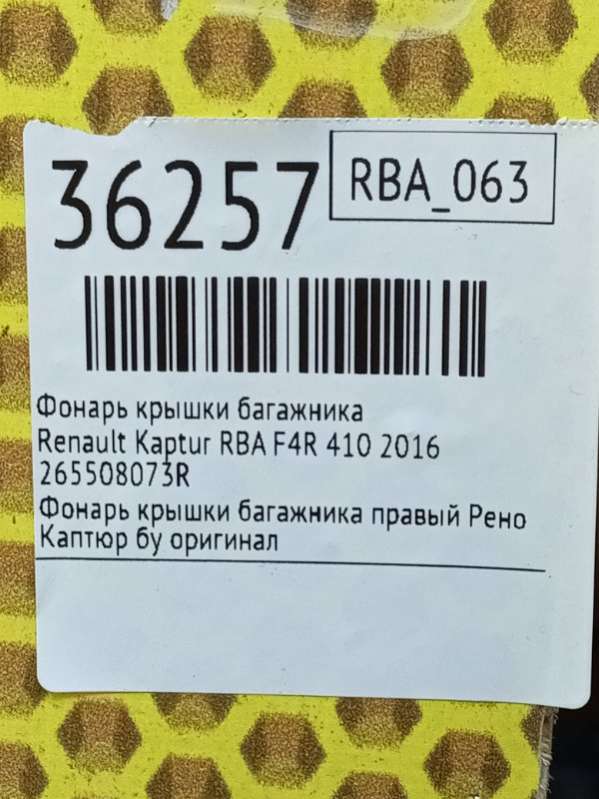 36257
RBA_063
Фонарь крышки багажника
Renault Kaptur RBA F4R 410 2016
265508073R
Фонарь крышки багажника правый Рено
Каптюр бу оригинал